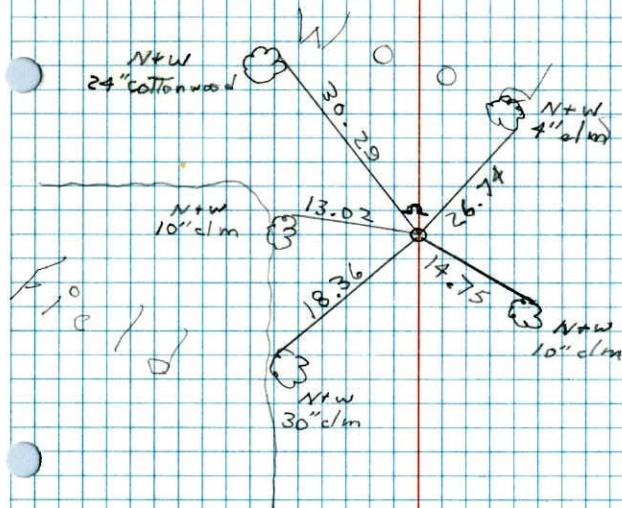 W
N+W
24" cottonwood
30.29
N+W
4" elm
26.74
N+W
10" elm
13.02
14.75
18.36
Field
N+W
10" elm
N+W
30" elm